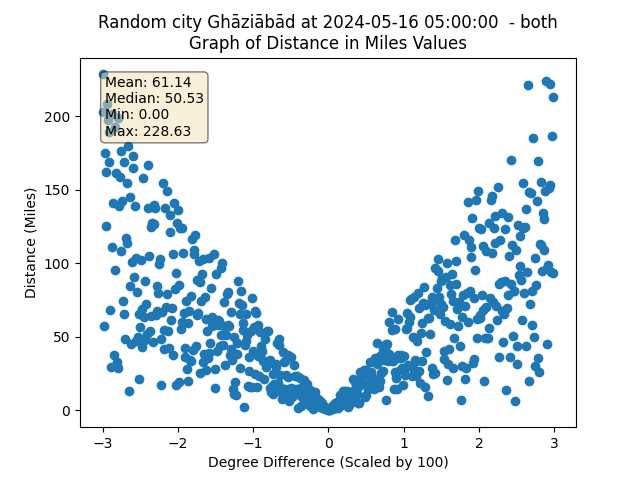 Random city Ghāziābād at 2024-05-16 05:00:00  - both
Graph of Distance in Miles Values
Mean: 61.14
Median: 50.53
Min: 0.00
Max: 228.63
Distance (Miles)
200
150
100
50
0
−3 −2 −1 0 1 2 3
Degree Difference (Scaled by 100)